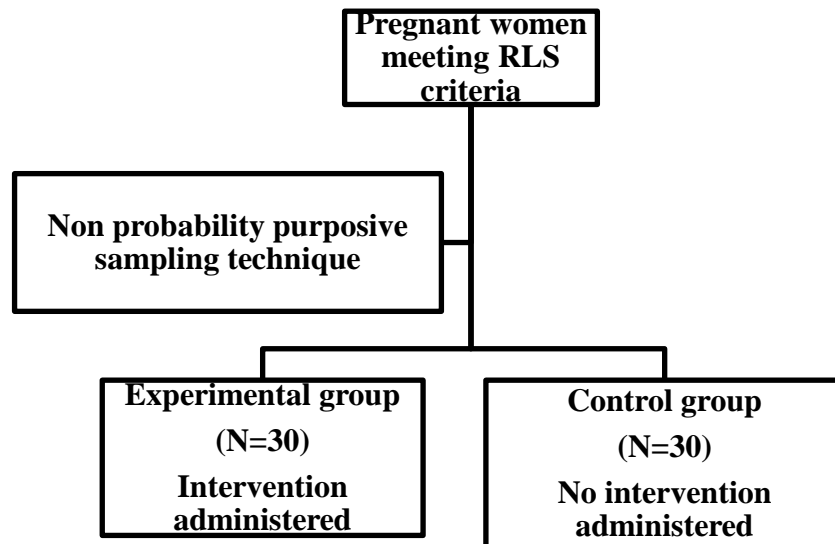 Pregnant women
meeting RLS
criteria
Non probability purposive
sampling technique
Experimental group
(N=30)
Intervention
administered
Control group
(N=30)
No intervention
administered